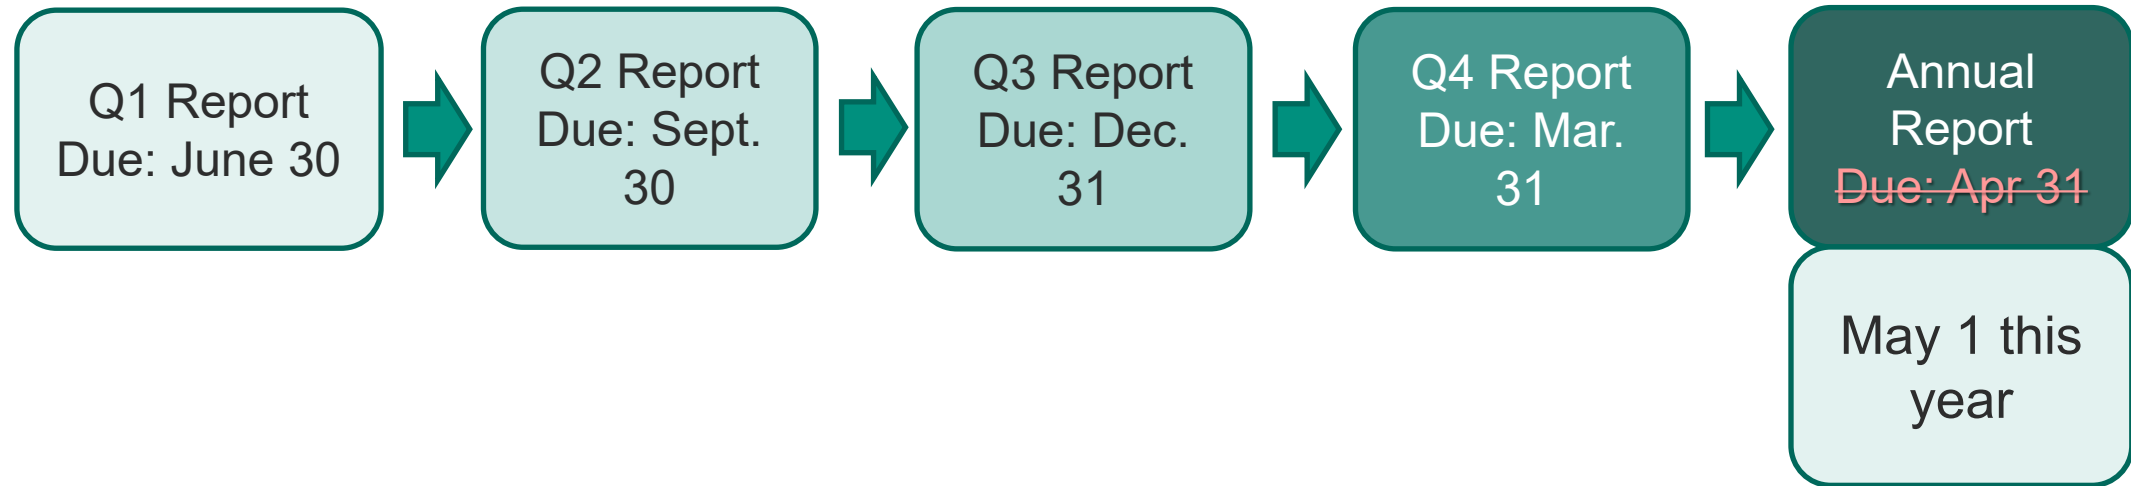 Q1 Report
Due: June 30
Q2 Report
Due: Sept.
30
Q3 Report
Due: Dec.
31
Q4 Report
Due: Mar.
31
Annual
Report
Due: Apr 31
May 1 this
year